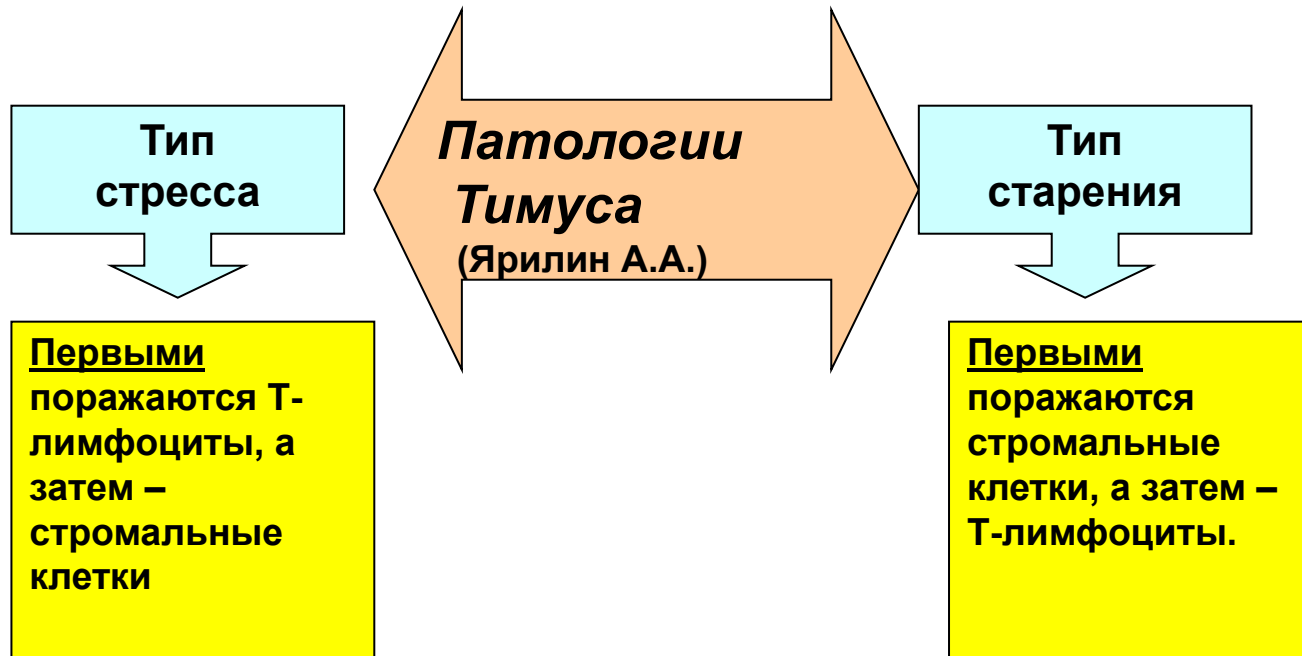 Тип
стресса
Патологии
Тимуса
(Ярилин А.А.)
Тип
старения
Первыми
поражаются Т-
лимфоциты, а
затем –
стромальные
клетки
Первыми
поражаются
стромальные
клетки, а затем –
Т-лимфоциты.